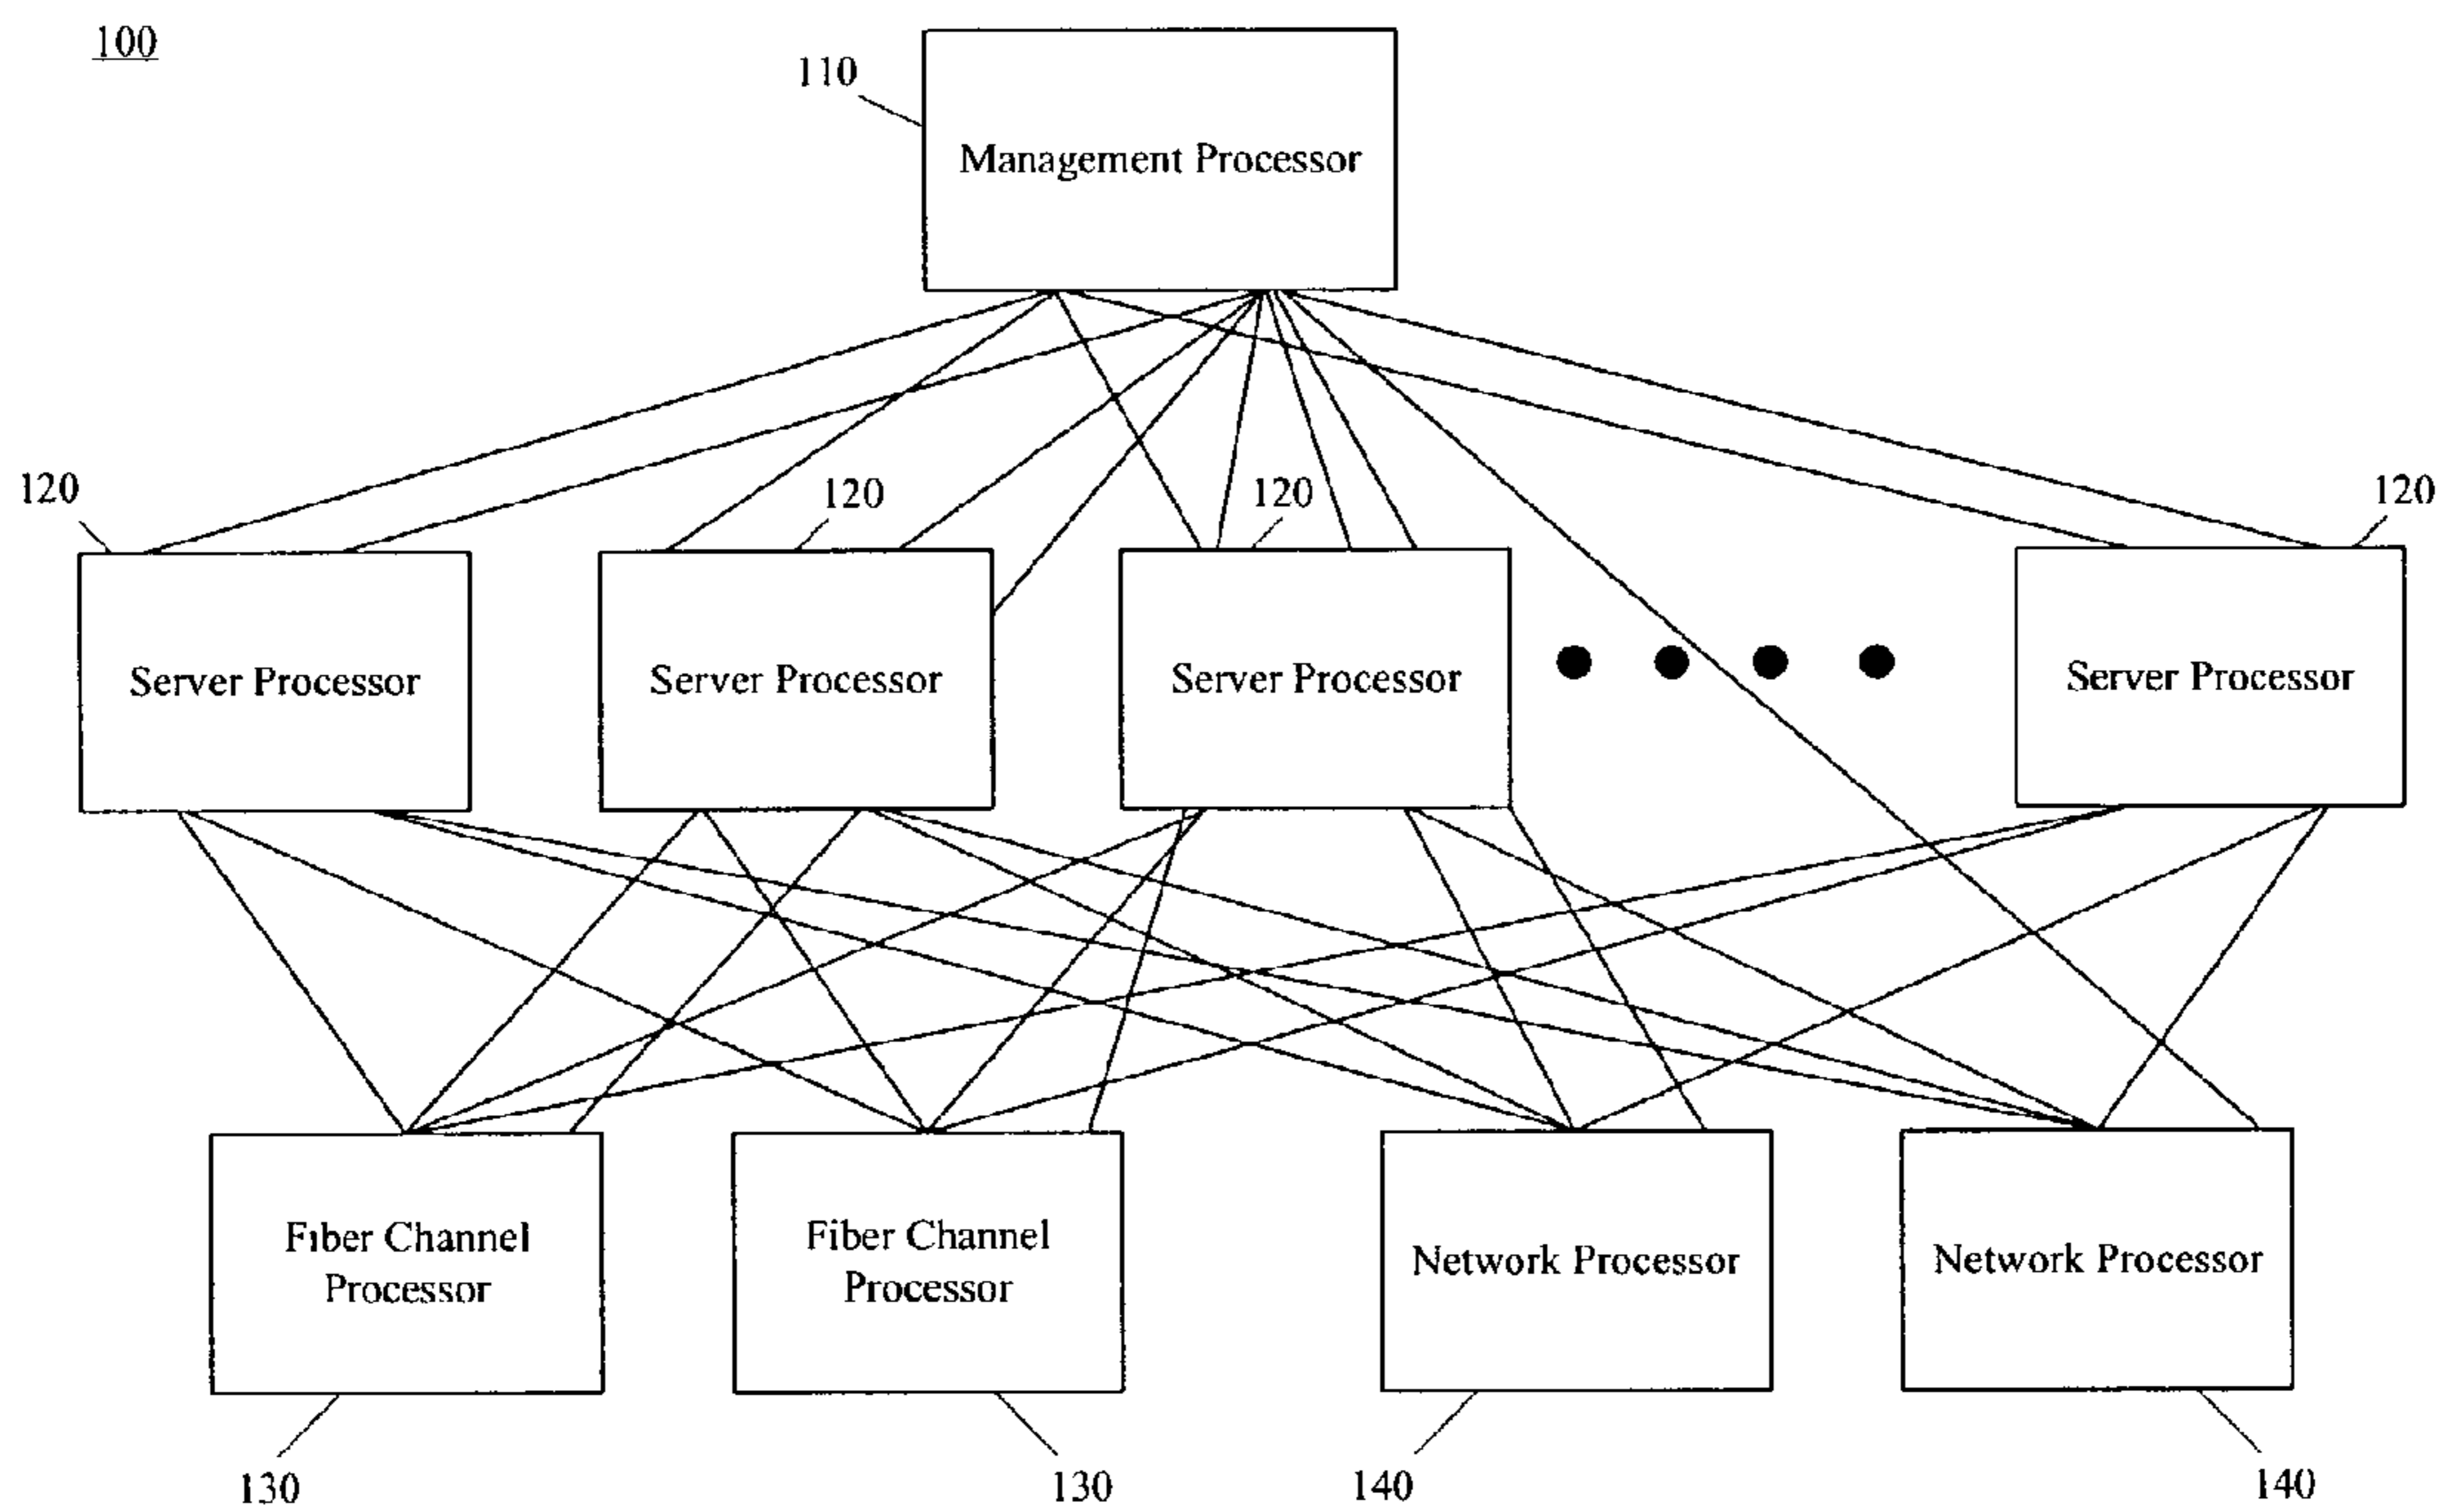 100
110
Management Processor
120
120
120
120
Server Processor
Server Processor
Server Processor
Server Processor
Fiber Channel
Processor
Fiber Channel
Processor
Network Processor
Network Processor
130
130
140
140